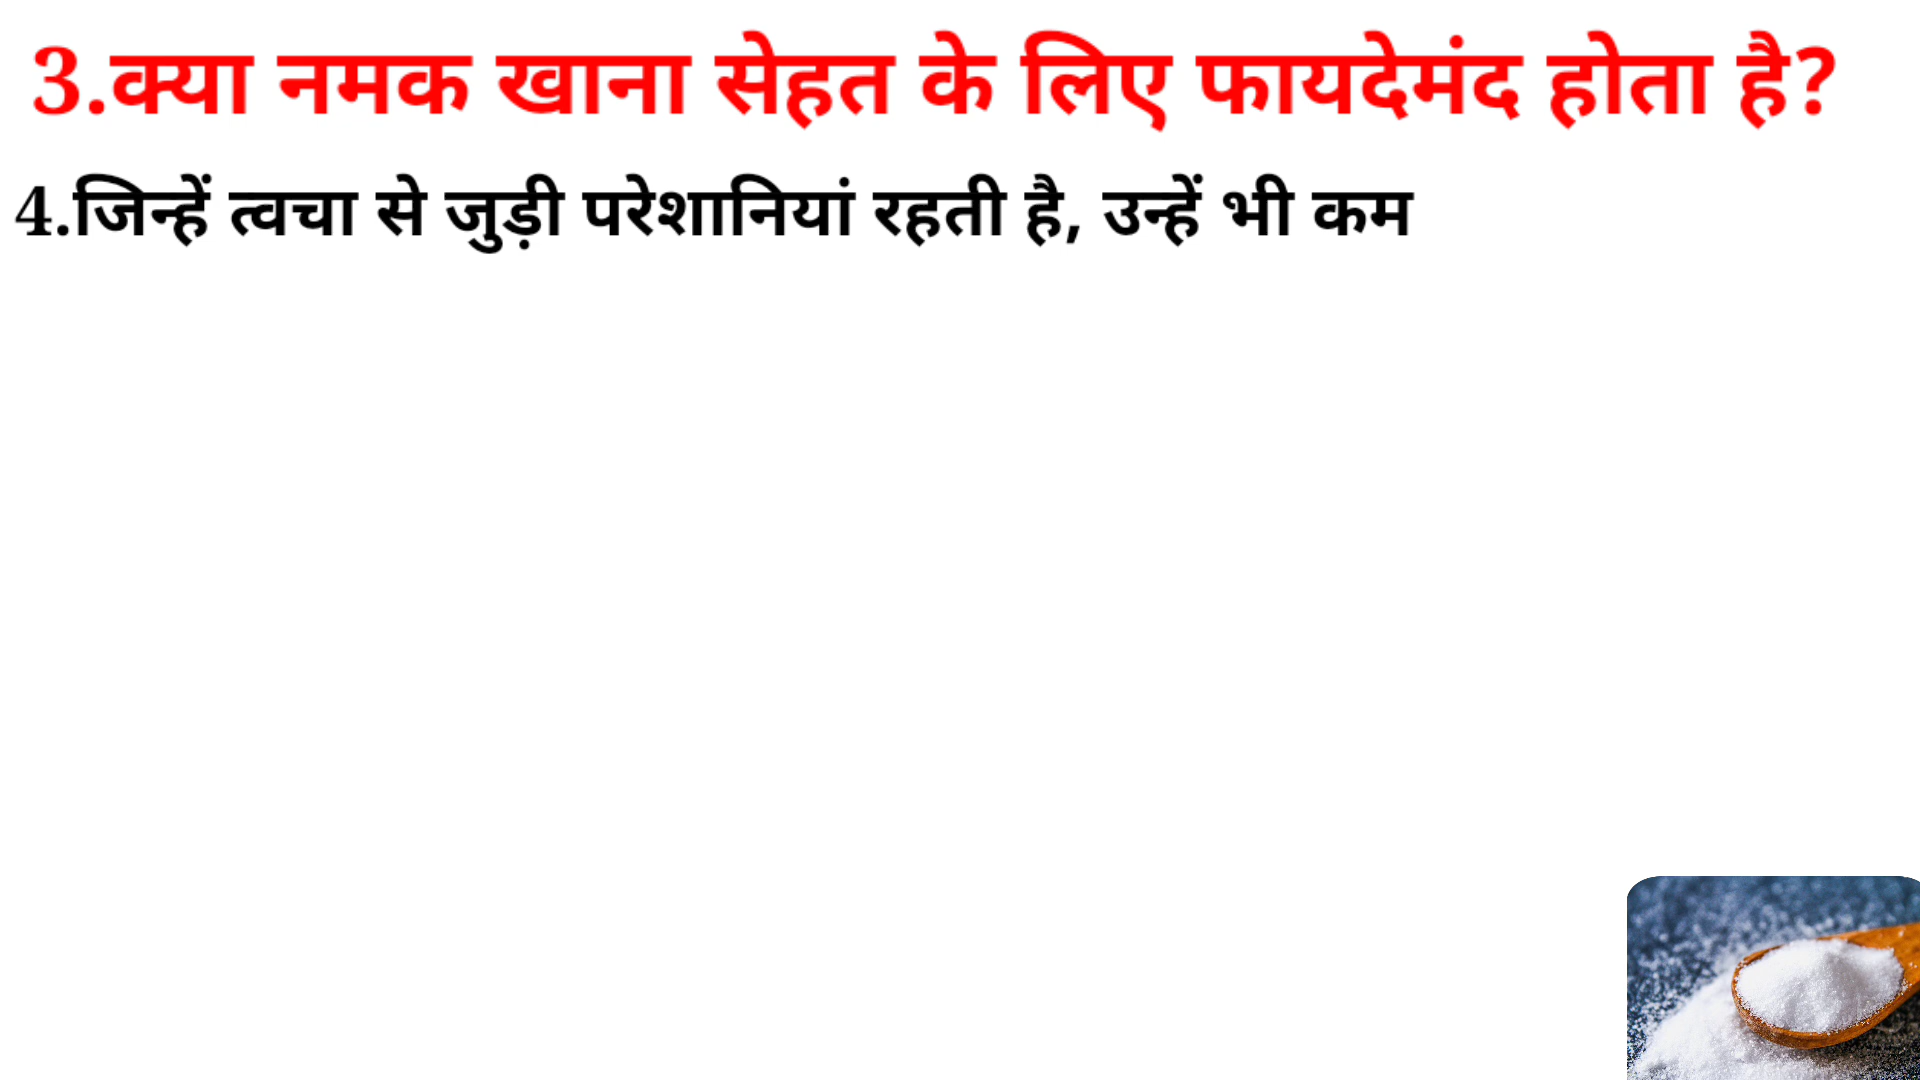 3.क्या नमक खाना सेहत के लिए फायदेमंद होता है?
4.जिन्हें त्वचा से जुड़ी परेशानियां रहती है, उन्हें भी कम